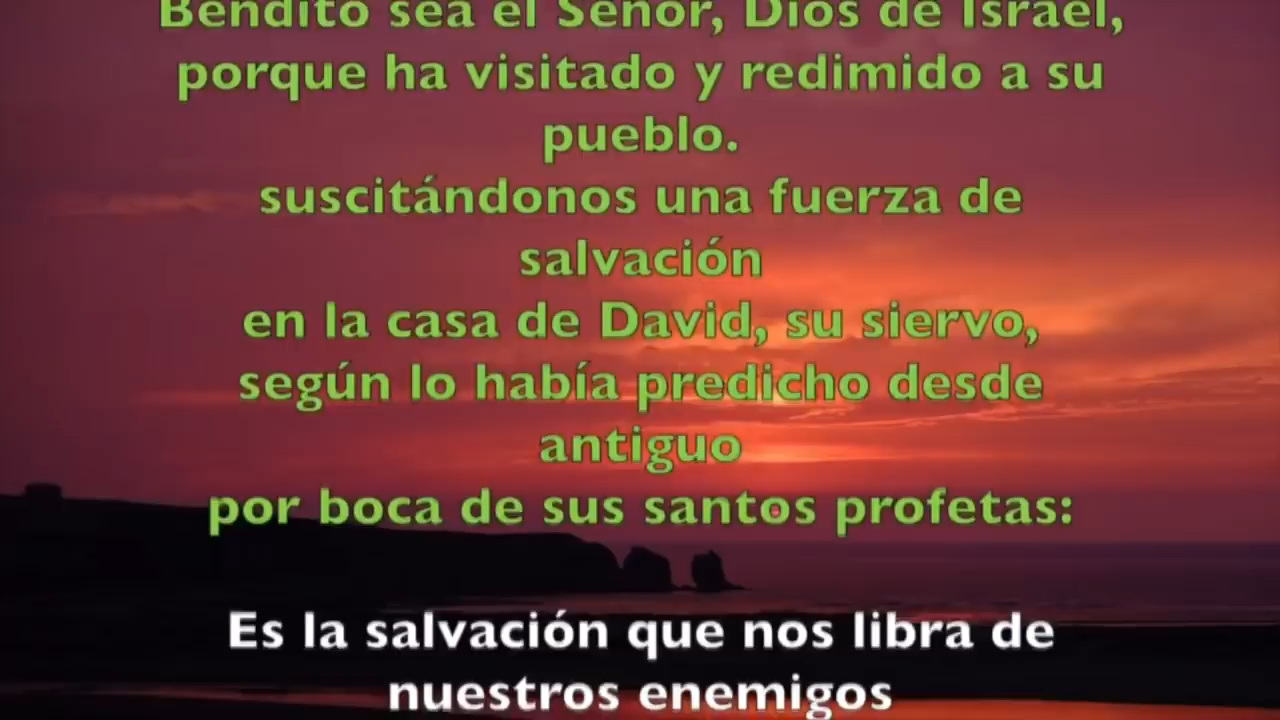 Bendito sea el Señor, Dios de Israel,
porque ha visitado y redimido a su
pueblo.
suscitándonos una fuerza de
salvación
en la casa de David, su siervo,
según lo había predicho desde
antiguo
por boca de sus santos profetas:
Es la salvación que nos libra de
nuestros enemigos